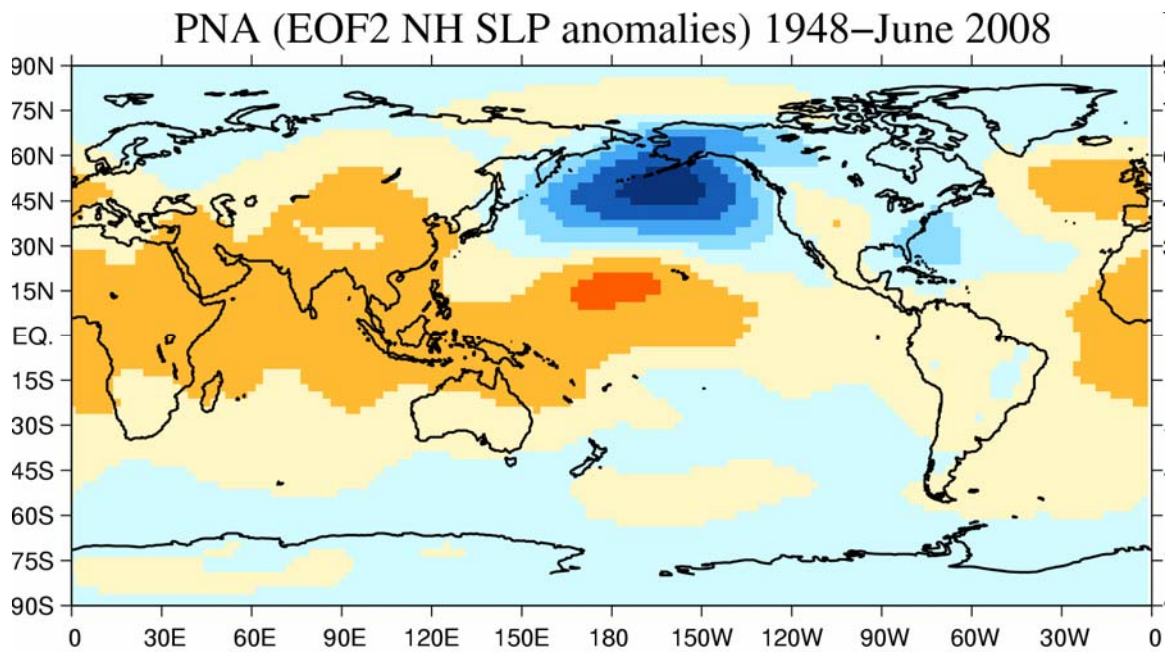 PNA (EOF2 NH SLP anomalies) 1948–June 2008
90N
75N
60N
45N
30N
15N
EQ.
15S
30S
45S
60S
75S
90S
0 30E 60E 90E 120E 150E 180 150W 120W 90W 60W 30W 0